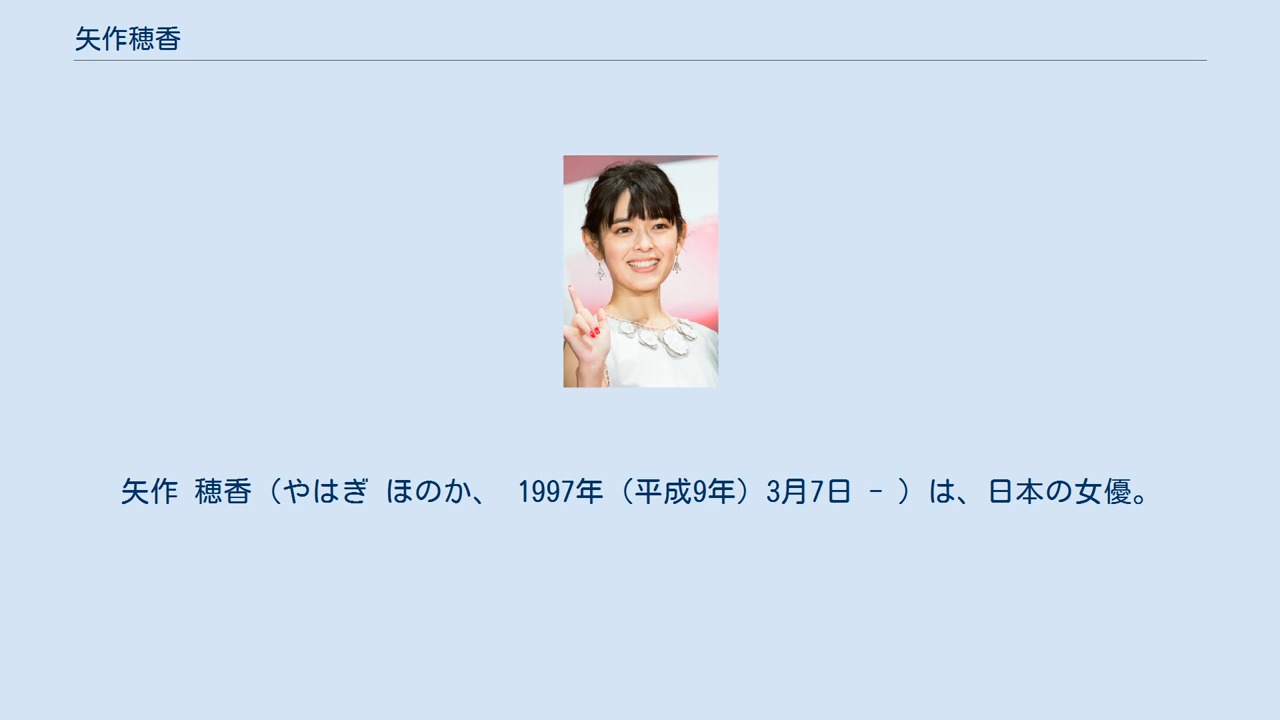 矢作穂香
矢作 穂香（やはぎ ほのか、 1997年（平成9年）3月7日 - ）は、日本の女優。